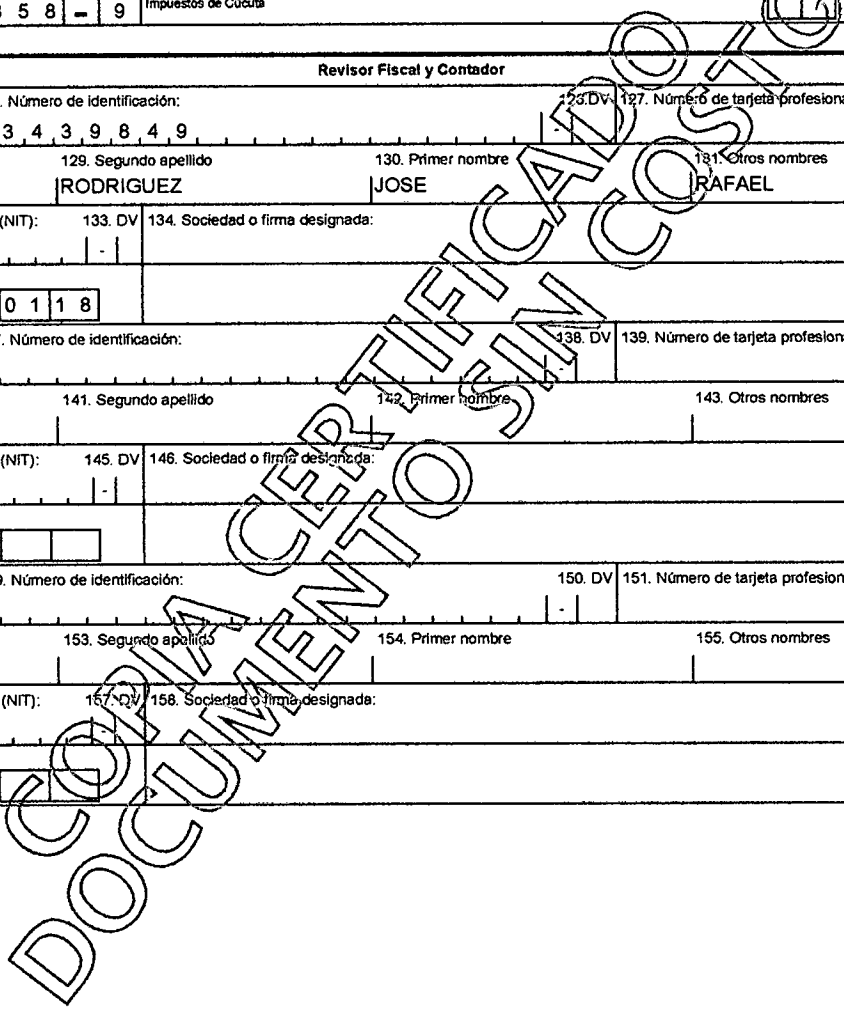 5 8 - 9 Impuestos de Cúcuta
Revisor Fiscal y Contador
. Número de identificación: 126. DV 127. Número de tarjeta profesiona
3 4 3 9 8 4 9 -
129. Segundo apellido 130. Primer nombre 131. Otros nombres
RODRIGUEZ JOSE RAFAEL
(NIT): 133. DV 134. Sociedad o firma designada:
-
0 1 1 8
. Número de identificación: 138. DV 139. Número de tarjeta profesion
-
141. Segundo apellido 142. Primer nombre 143. Otros nombres
(NIT): 145. DV 146. Sociedad o firma designada:
-
9. Número de identificación: 150. DV 151. Número de tarjeta profesion
-
153. Segundo apellido 154. Primer nombre 155. Otros nombres
(NIT): 157. DV 158. Sociedad o firma designada:
-
COPIA CERTIFICADO
DOCUMENTO SIN COSTO